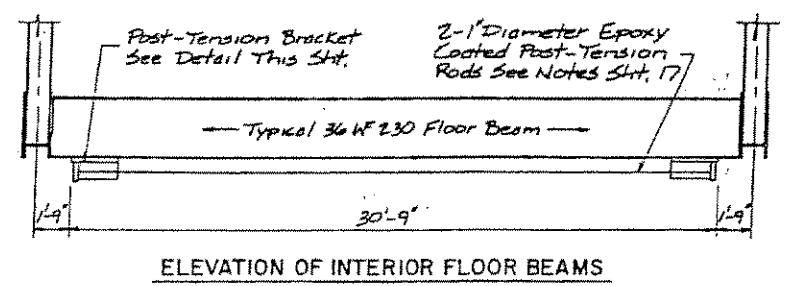 Post-Tension Bracket
See Detail This Sht.
2-1" Diameter Epoxy
Coated Post-Tension
Rods See Notes Sht. 17
Typical 36 WF 230 Floor Beam
1'-9"
30'-9"
1'-9"
ELEVATION OF INTERIOR FLOOR BEAMS